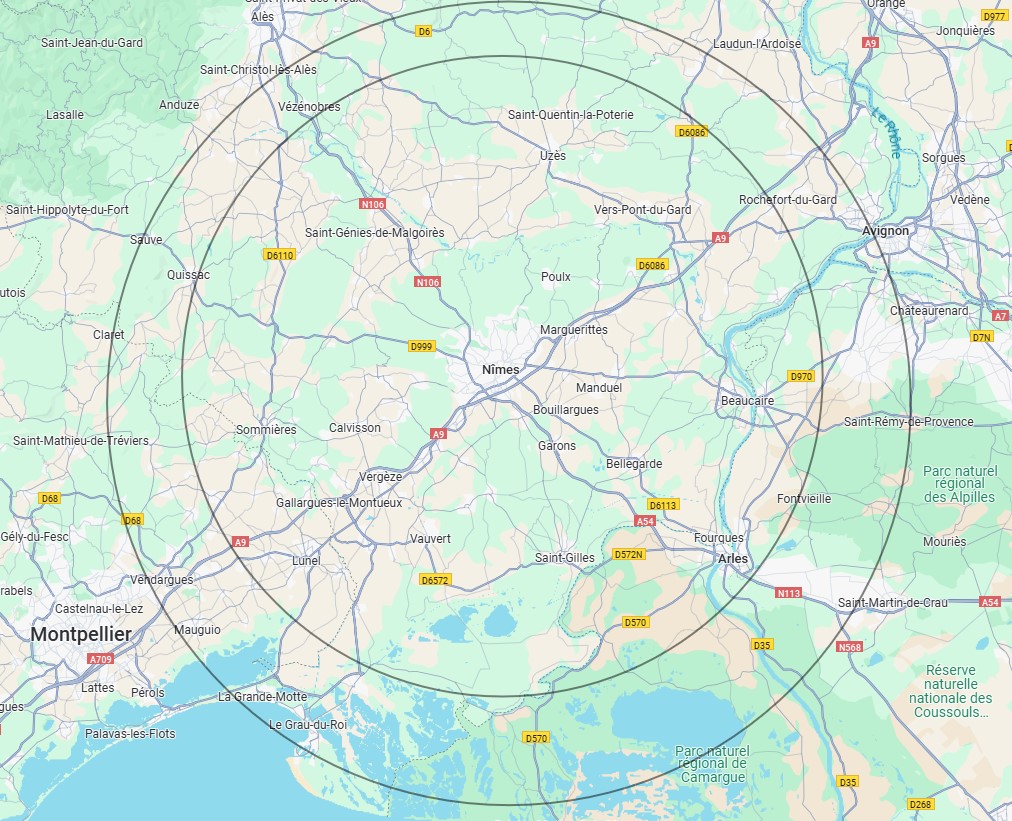 Saint-Privat-des-Vieux
Orange
Alès
D977
D6
Jonquières
Saint-Jean-du-Gard
Laudun-l'Ardoise
A9
Saint-Christol-lès-Alès
Anduze
Vézénobres
Lasalle
Saint-Quentin-la-Poterie
Le Rhône
D6086
Uzès
Sorgues
N106
Rochefort-du-Gard
Vedène
Saint-Hippolyte-du-Fort
Vers-Pont-du-Gard
Sauve
Saint-Génies-de-Malgoirès
Avignon
A9
D6110
D6086
Quissac
N106
Poulx
utois
Châteaurenard
A7
Claret
Marguerittes
D7N
D999
Nîmes
D970
Manduel
Beaucaire
Bouillargues
Saint-Rémy-de-Provence
Sommières
Calvisson
A9
Saint-Mathieu-de-Tréviers
Garons
Bellegarde
Parc naturel
régional
des Alpilles
Vergèze
D68
Gallargues-le-Montueux
D6113
Fontvieille
D68
A54
Gély-du-Fesc
A9
Vauvert
Fourques
Mouriès
Lunel
Saint-Gilles
D572N
Arles
Vendargues
D6572
rabels
N113
Castelnau-le-Lez
Saint-Martin-de-Crau
A54
Montpellier
Mauguio
D570
D35
N568
A709
Réserve
naturelle
nationale des
Coussouls...
Lattes
Pérols
La Grande-Motte
gues
Le Grau-du-Roi
Palavas-les-Flots
D570
Parc naturel
régional de
Camargue
D35
D268